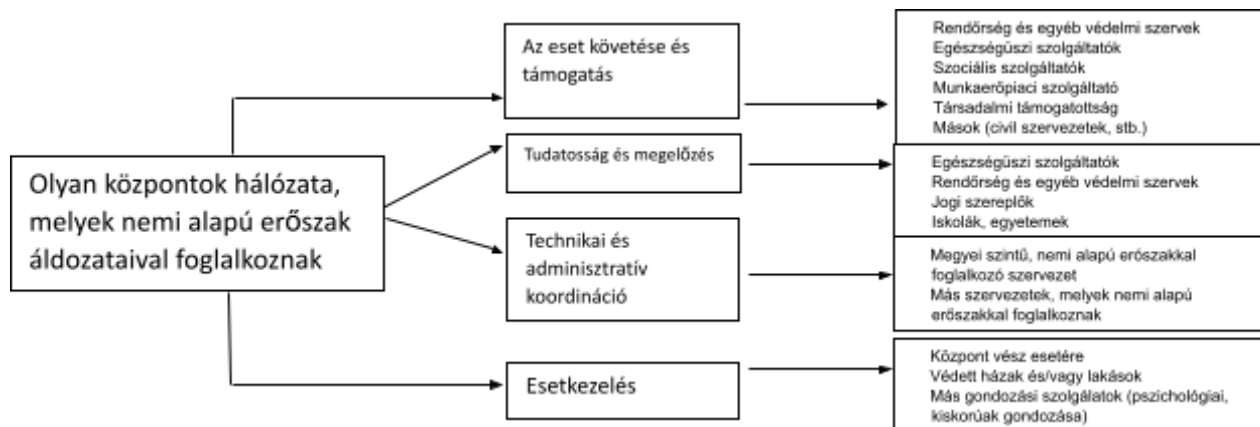 Olyan központok hálózata,
melyek nemi alapú erőszak
áldozataival foglalkoznak
Az eset követése és
támogatás
Rendőrség és egyéb védelmi szervek
Egészségüszi szolgáltatók
Szociális szolgáltatók
Munkaerőpiaci szolgáltató
Társadalmi támogatottság
Mások (civil szervezetek, stb.)
Tudatosság és megelőzés
Egészségüszi szolgáltatók
Rendőrség és egyéb védelmi szervek
Jogi szereplők
Iskolák, egyetemek
Technikai és
adminisztratív
koordináció
Megyei szintű, nemi alapú erőszakkal
foglalkozó szervezet
Más szervezetek, melyek nemi alapú
erőszakkal foglalkoznak
Esetkezelés
Központ vész esetére
Védett házak és/vagy lakások
Más gondozási szolgálatok (pszichológiai,
kiskorúak gondozása)